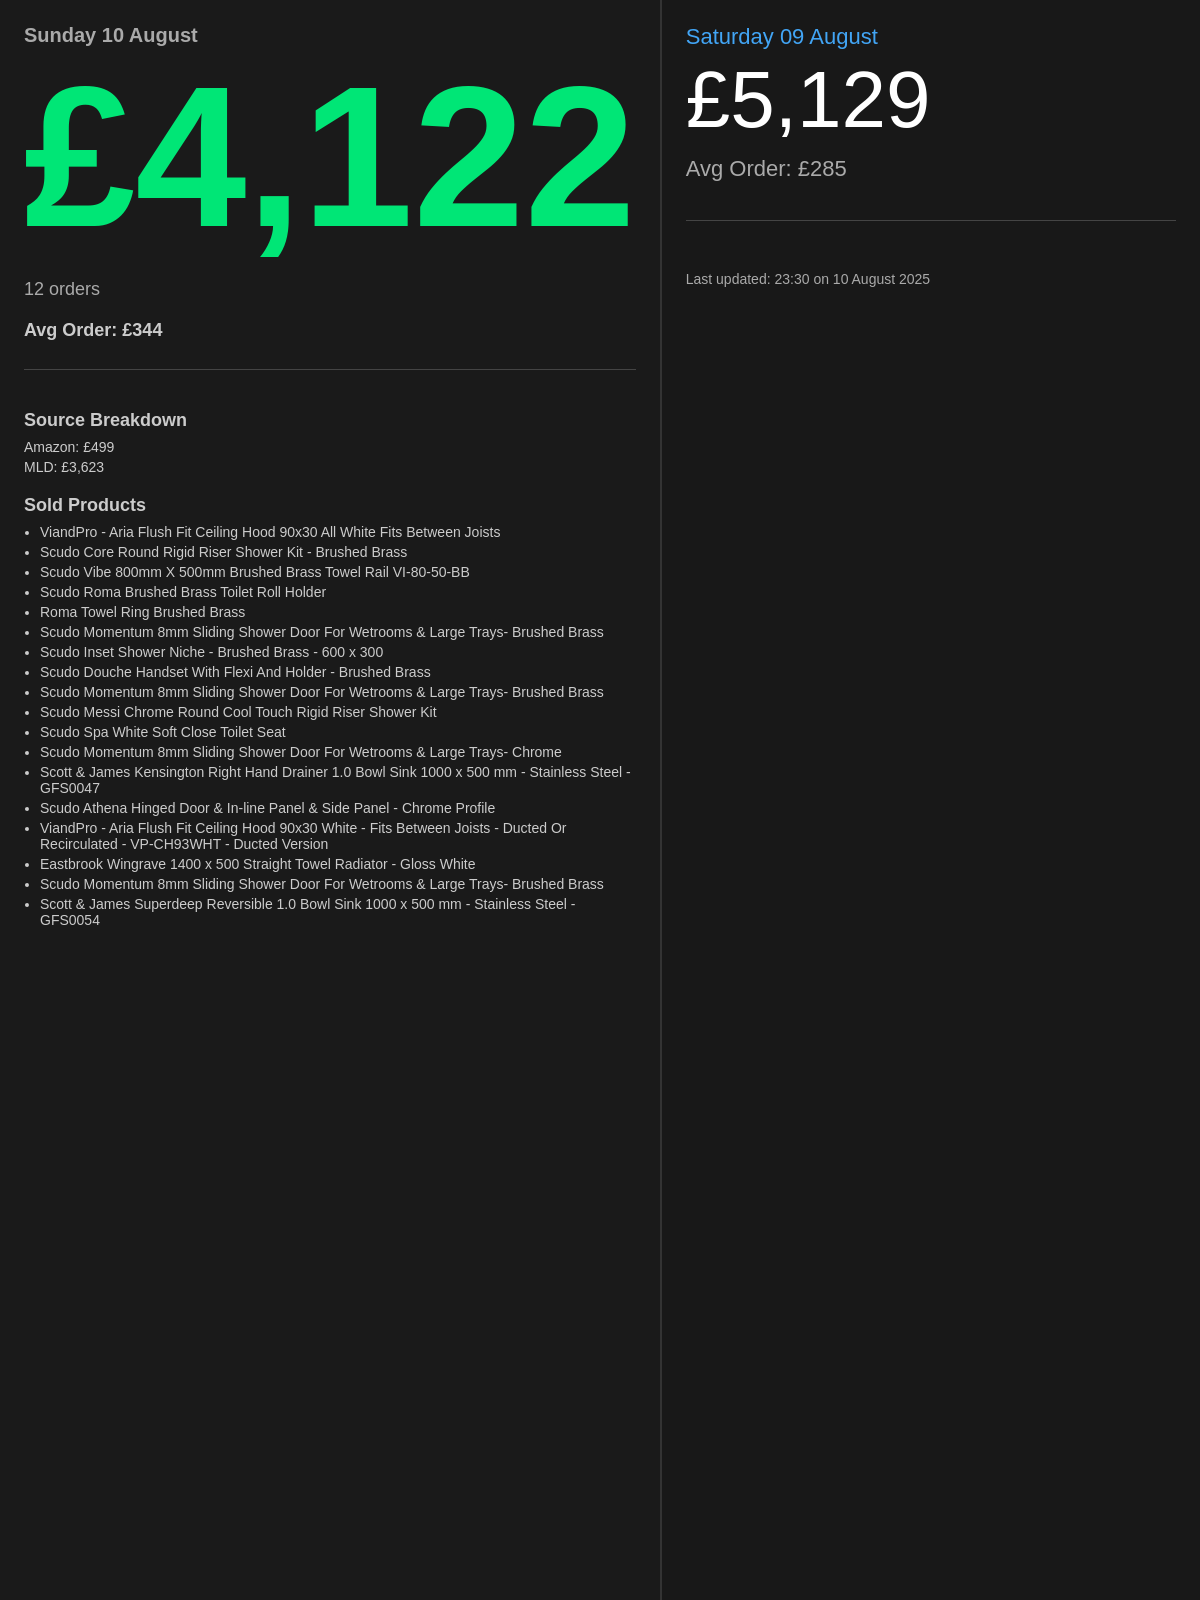 Sunday 10 August
£4,122
12 orders
Avg Order: £344
Source Breakdown
Amazon: £499
MLD: £3,623
Sold Products
• ViandPro - Aria Flush Fit Ceiling Hood 90x30 All White Fits Between Joists
• Scudo Core Round Rigid Riser Shower Kit - Brushed Brass
• Scudo Vibe 800mm X 500mm Brushed Brass Towel Rail VI-80-50-BB
• Scudo Roma Brushed Brass Toilet Roll Holder
• Roma Towel Ring Brushed Brass
• Scudo Momentum 8mm Sliding Shower Door For Wetrooms & Large Trays- Brushed Brass
• Scudo Inset Shower Niche - Brushed Brass - 600 x 300
• Scudo Douche Handset With Flexi And Holder - Brushed Brass
• Scudo Momentum 8mm Sliding Shower Door For Wetrooms & Large Trays- Brushed Brass
• Scudo Messi Chrome Round Cool Touch Rigid Riser Shower Kit
• Scudo Spa White Soft Close Toilet Seat
• Scudo Momentum 8mm Sliding Shower Door For Wetrooms & Large Trays- Chrome
• Scott & James Kensington Right Hand Drainer 1.0 Bowl Sink 1000 x 500 mm - Stainless Steel -
GFS0047
• Scudo Athena Hinged Door & In-line Panel & Side Panel - Chrome Profile
• ViandPro - Aria Flush Fit Ceiling Hood 90x30 White - Fits Between Joists - Ducted Or
Recirculated - VP-CH93WHT - Ducted Version
• Eastbrook Wingrave 1400 x 500 Straight Towel Radiator - Gloss White
• Scudo Momentum 8mm Sliding Shower Door For Wetrooms & Large Trays- Brushed Brass
• Scott & James Superdeep Reversible 1.0 Bowl Sink 1000 x 500 mm - Stainless Steel -
GFS0054
Saturday 09 August
£5,129
Avg Order: £285
Last updated: 23:30 on 10 August 2025